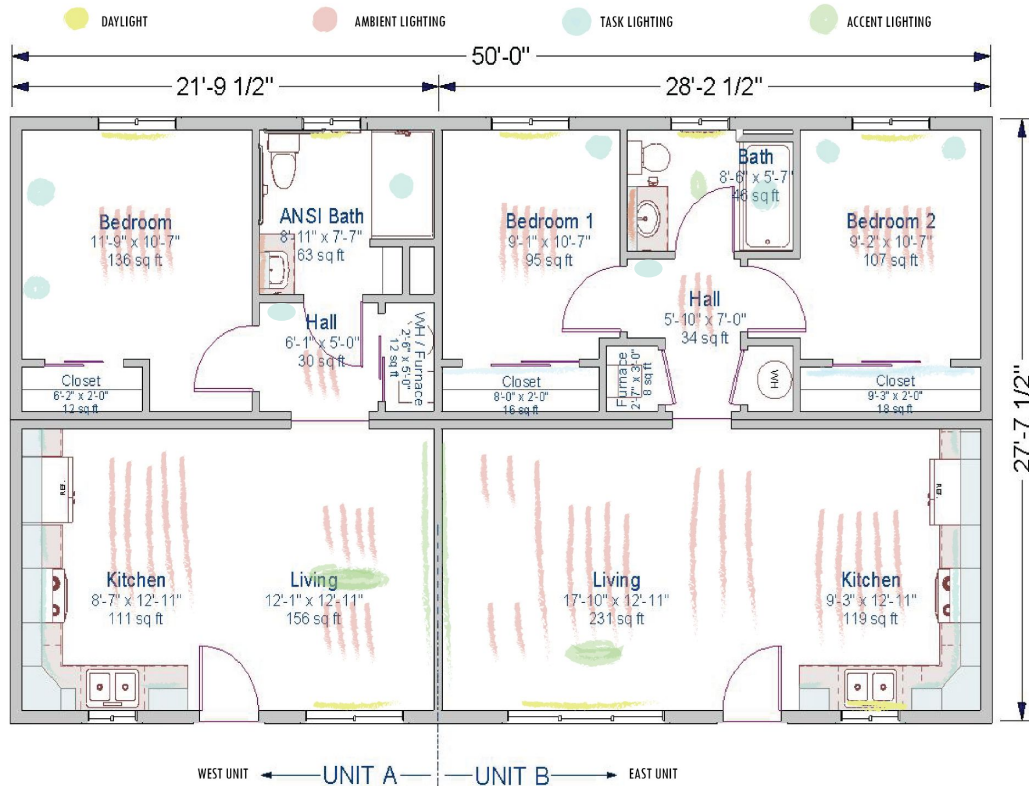 DAYLIGHT
AMBIENT LIGHTING
TASK LIGHTING
ACCENT LIGHTING
50'-0"
21'-9 1/2"
28'-2 1/2"
27'-7 1/2"
Bedroom
11'-9" x 10'-7"
136 sq ft
ANSI Bath
8'-11" x 7'-7"
63 sq ft
Bedroom 1
9'-1" x 10'-7"
95 sq ft
Bath
8'-6" x 5'-7"
46 sq ft
Bedroom 2
9'-2" x 10'-7"
107 sq ft
Hall
6'-1" x 5'-0"
30 sq ft
WH / Furnace
2'-6" x 5'-0"
12 sq ft
Hall
5'-10" x 7'-0"
34 sq ft
Closet
6'-2" x 2'-0"
12 sq ft
Closet
8'-0" x 2'-0"
16 sq ft
Furnace
2'-7" x 3'-0"
8 sq ft
WH
Closet
9'-3" x 2'-0"
18 sq ft
REF.
REF.
Kitchen
8'-7" x 12'-11"
111 sq ft
Living
12'-1" x 12'-11"
156 sq ft
Living
17'-10" x 12'-11"
231 sq ft
Kitchen
9'-3" x 12'-11"
119 sq ft
WEST UNIT
UNIT A
UNIT B
EAST UNIT